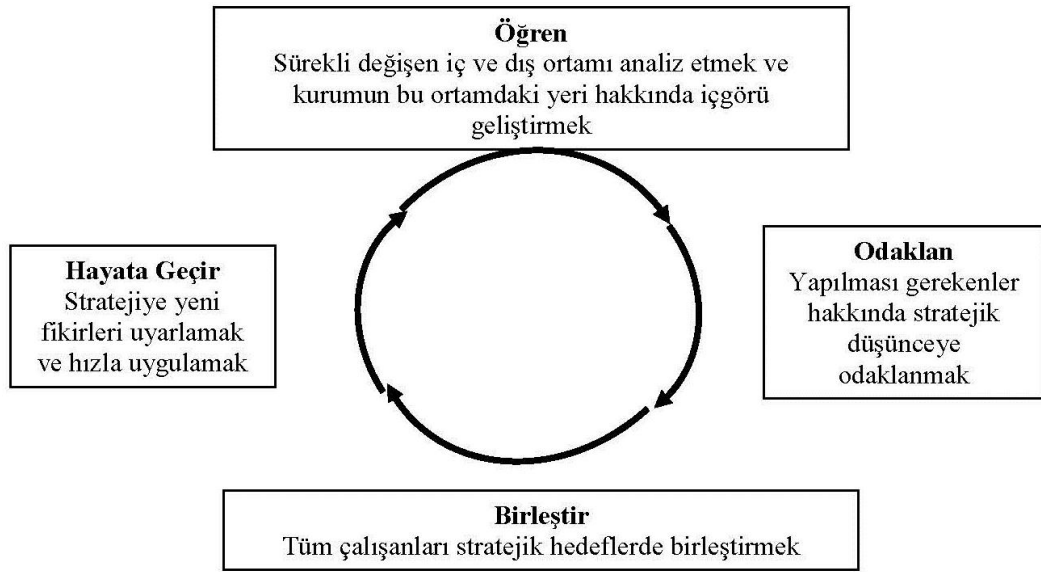 Öğren
Sürekli değişen iç ve dış ortamı analiz etmek ve
kurumun bu ortamdaki yeri hakkında içgörü
geliştirmek
Odaklan
Yapılması gerekenler
hakkında stratejik
düşünceye
odaklanmak
Birleştir
Tüm çalışanları stratejik hedeflerde birleştirmek
Hayata Geçir
Stratejiye yeni
fikirleri uyarlamak
ve hızla uygulamak